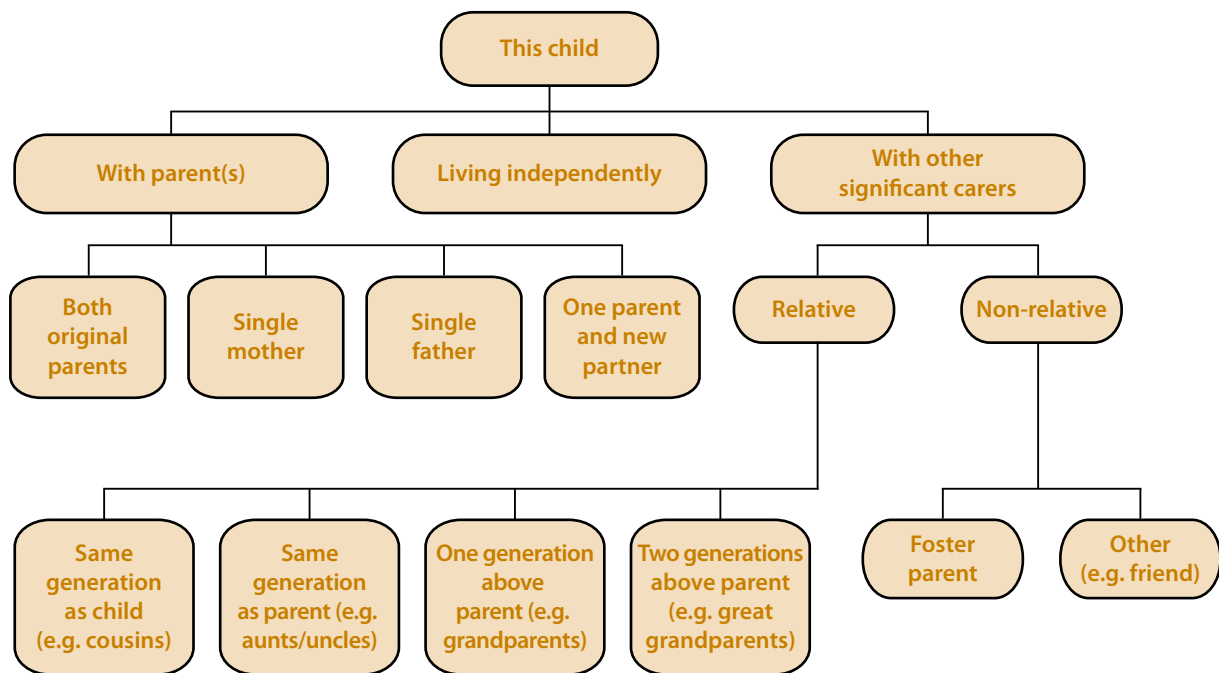 This child
With parent(s)
Living independently
With other
significant carers
Both
original
parents
Single
mother
Single
father
One parent
and new
partner
Relative
Non-relative
Same
generation
as child
(e.g. cousins)
Same
generation
as parent (e.g.
aunts/uncles)
One generation
above
parent (e.g.
grandparents)
Two generations
above parent
(e.g. great
grandparents)
Foster
parent
Other
(e.g. friend)